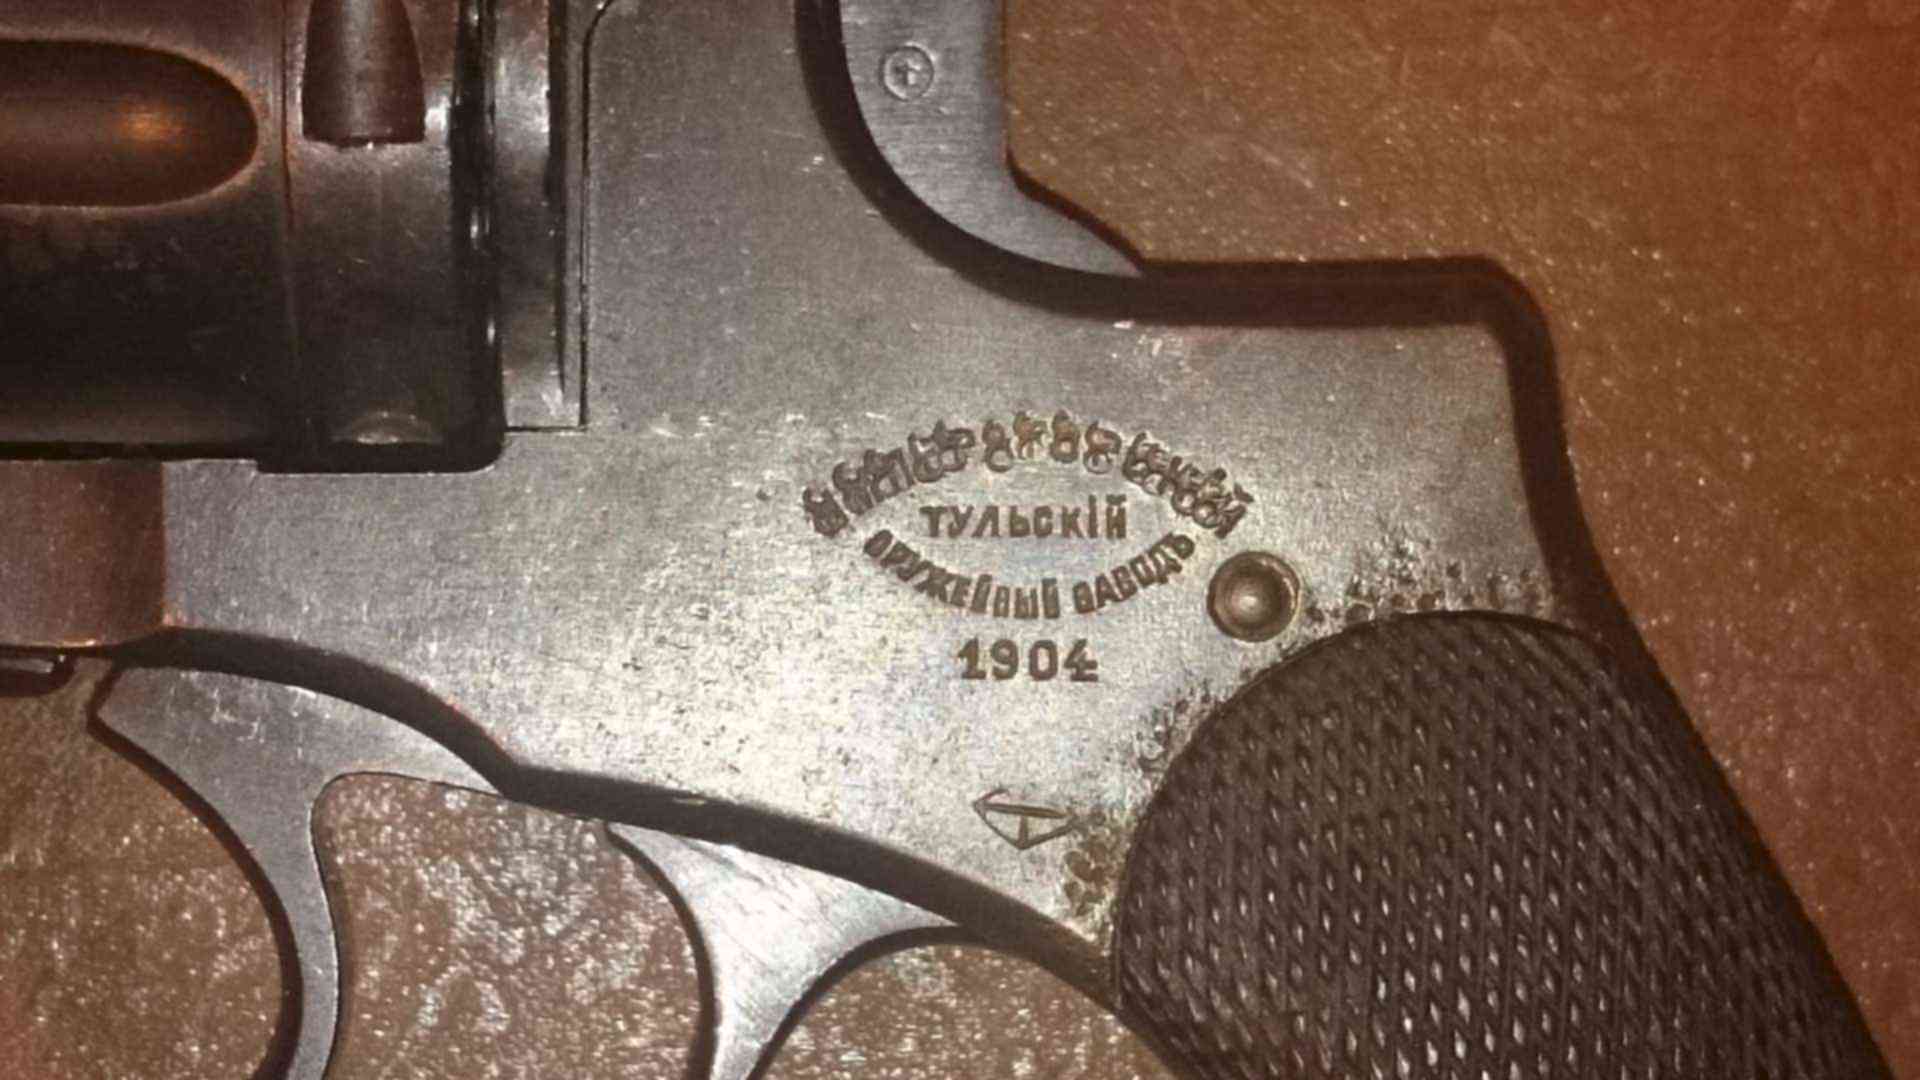 ТУЛЬСКІЙ
ОРУЖЕЙНЫЙ ЗАВОДЪ
1904